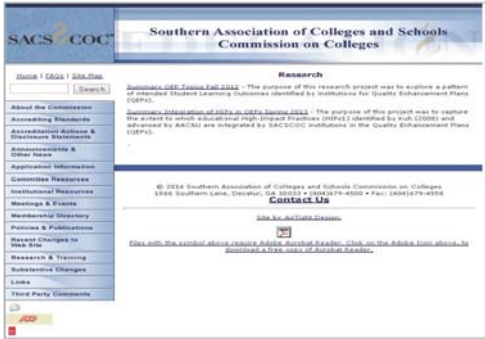 SACS COC
Southern Association of Colleges and Schools
Commission on Colleges
Home | FAQs | Site Map
Search
About the Commission
Accrediting Standards
Accreditation Actions &
Disclosure Statements
Announcements &
Other News
Application Information
Committee Resources
Institutional Resources
Meetings & Events
Membership Directory
Policies & Publications
Recent Changes to
Web Site
Research & Training
Substantive Changes
Links
Third Party Comments
ADP
Research
Summary QEP Topics Fall 2012 - The purpose of this research project was to explore a pattern
of intended Student Learning Outcomes identified by institutions for Quality Enhancement Plans
(QEPs).
Summary Integration of HIPs in QEPs Spring 2013 - The purpose of this project was to capture
the extent to which educational High-Impact Practices (HIPs1) identified by Kuh (2008) and
advanced by AAC&U are integrated by SACSCOC institutions in the Quality Enhancement Plans
(QEPs).
© 2014 Southern Association of Colleges and Schools Commission on Colleges
1866 Southern Lane, Decatur, GA 30033 • (404)679-4500 • Fax: (404)679-4556
Contact Us
Site by AirTight Design.
Files with the symbol above require Adobe Acrobat Reader. Click on the Adobe icon above, to
download a free copy of Acrobat Reader.